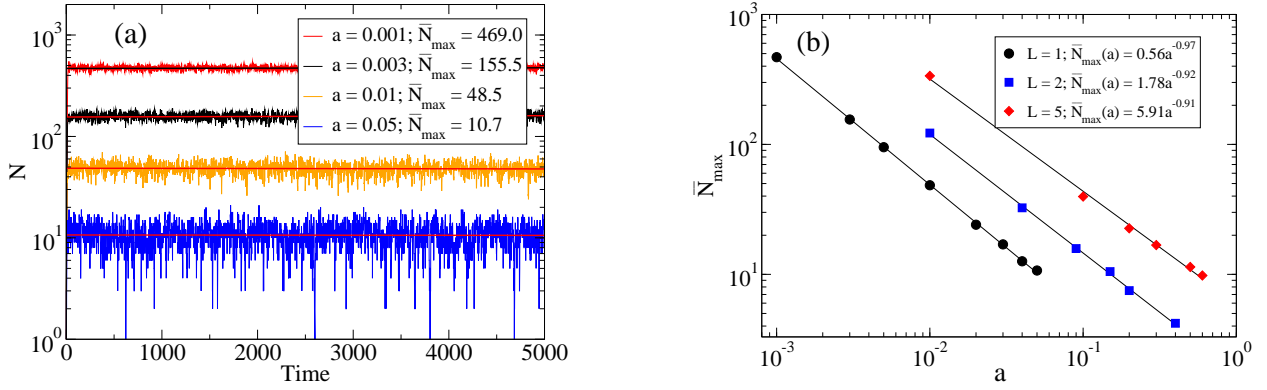 (a)
a = 0.001; N̅max = 469.0
a = 0.003; N̅max = 155.5
a = 0.01; N̅max = 48.5
a = 0.05; N̅max = 10.7
N
10³
10²
10¹
10⁰
0 1000 2000 3000 4000 5000
Time
(b)
L = 1; N̅max(a) = 0.56a⁻⁰·⁹⁷
L = 2; N̅max(a) = 1.78a⁻⁰·⁹²
L = 5; N̅max(a) = 5.91a⁻⁰·⁹¹
N̅max
10³
10²
10¹
10⁻³ 10⁻² 10⁻¹ 10⁰
a